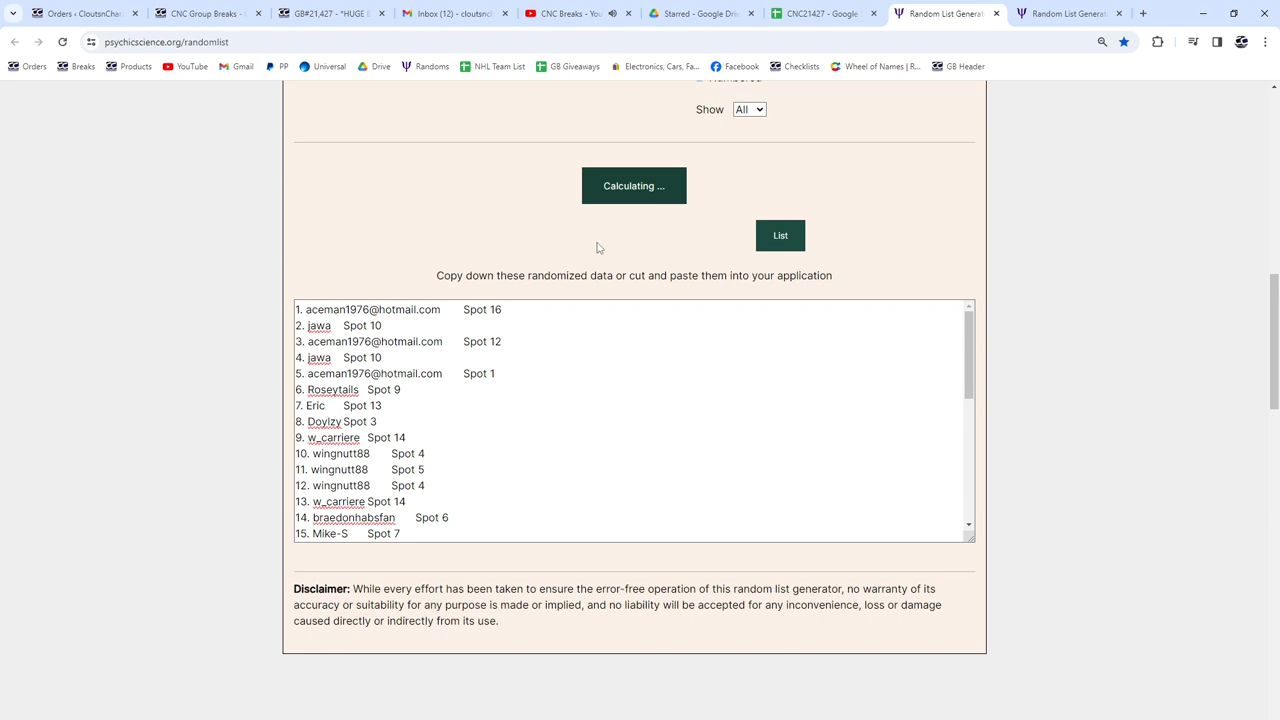 Orders ‹ CloutsnChar
CNC Group Breaks - C
GB#21,427 - *HUGE B
Inbox (12) - cloutsnch
CNC Breaks - You
Starred - Google Driv
CNC21427 - Google S
Random List Generato
Random List Generato
psychicscience.org/randomlist
Orders
Breaks
Products
YouTube
Gmail
PP
Universal
Drive
Randoms
NHL Team List
GB Giveaways
Electronics, Cars, Fa...
Facebook
Checklists
Wheel of Names | R...
GB Header
Numbered
Show All
Calculating ...
List
Copy down these randomized data or cut and paste them into your application
1. aceman1976@hotmail.com Spot 16
2. jawa Spot 10
3. aceman1976@hotmail.com Spot 12
4. jawa Spot 10
5. aceman1976@hotmail.com Spot 1
6. Roseytails Spot 9
7. Eric Spot 13
8. Doylzy Spot 3
9. w_carriere Spot 14
10. wingnutt88 Spot 4
11. wingnutt88 Spot 5
12. wingnutt88 Spot 4
13. w_carriere Spot 14
14. braedonhabsfan Spot 6
15. Mike-S Spot 7
Disclaimer: While every effort has been taken to ensure the error-free operation of this random list generator, no warranty of its
accuracy or suitability for any purpose is made or implied, and no liability will be accepted for any inconvenience, loss or damage
caused directly or indirectly from its use.